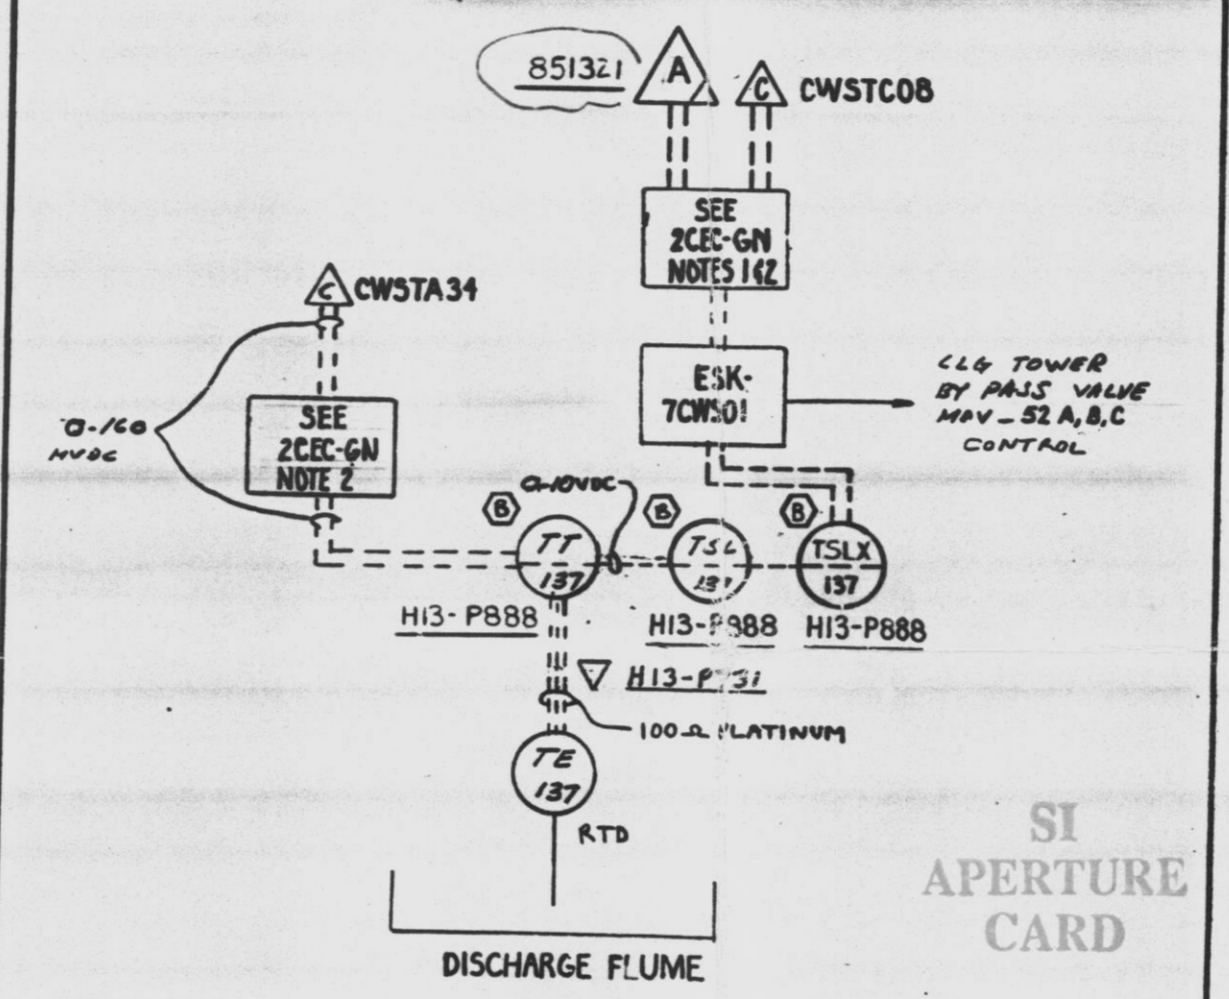 851321
A
C
CWSTC08
SEE
2CEC-GN
NOTES 1&2
C
CWSTA34
ESK-
7CWS01
CLG TOWER
BY PASS VALVE
MOV-52 A,B,C
CONTROL
0-160
MVDC
SEE
2CEC-GN
NOTE 2
0-10VDC
B
B
B
TT
137
TSL
TSLX
137
H13-P888
H13-P888
H13-P888
100Ω PLATINUM
TE
137
RTD
DISCHARGE FLUME
SI
APERTURE
CARD